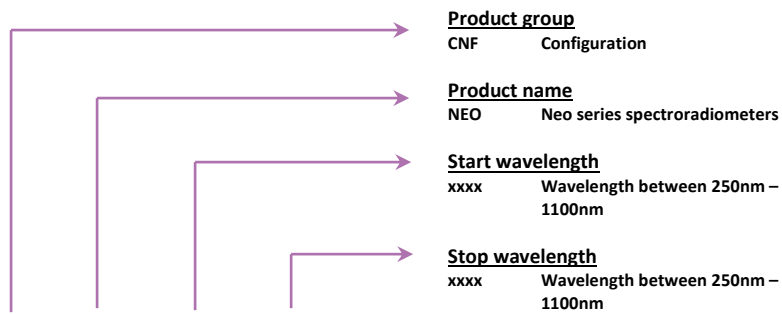 Product group
CNF Configuration
Product name
NEO Neo series spectroradiometers
Start wavelength
xxxx Wavelength between 250nm –
1100nm
Stop wavelength
xxxx Wavelength between 250nm –
1100nm